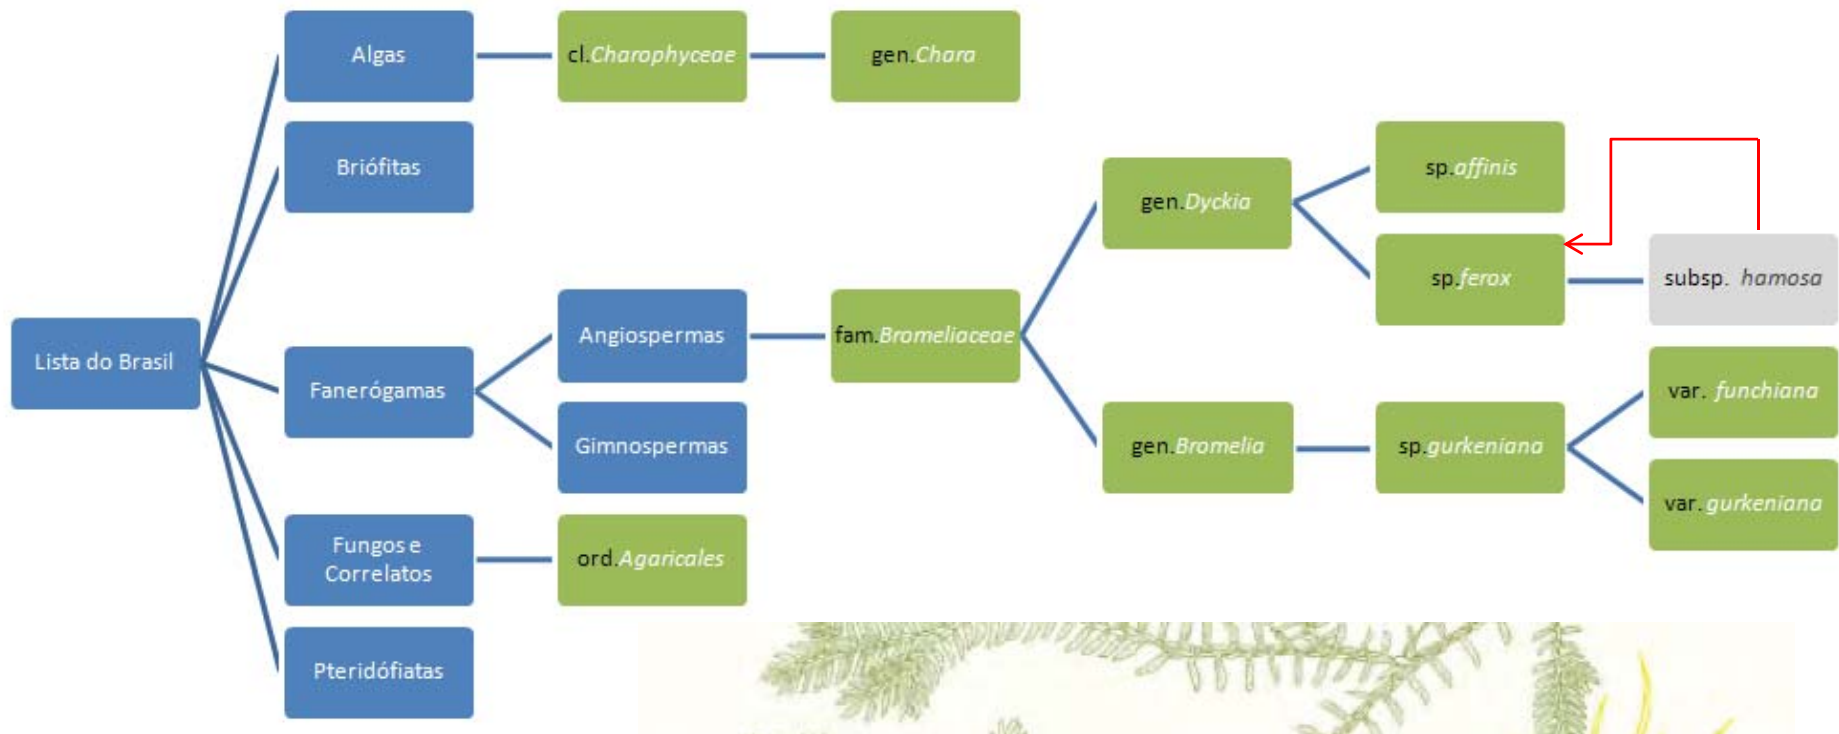 Algas
cl.Charophyceae
gen.Chara
Briófitas
sp.affinis
gen.Dyckia
sp.ferox
subsp. hamosa
Lista do Brasil
Angiospermas
fam.Bromeliaceae
Fanerógamas
Gimnospermas
gen.Bromelia
sp.gurkeniana
var. funchiana
var.gurkeniana
Fungos e
Correlatos
ord.Agaricales
Pteridófiatas